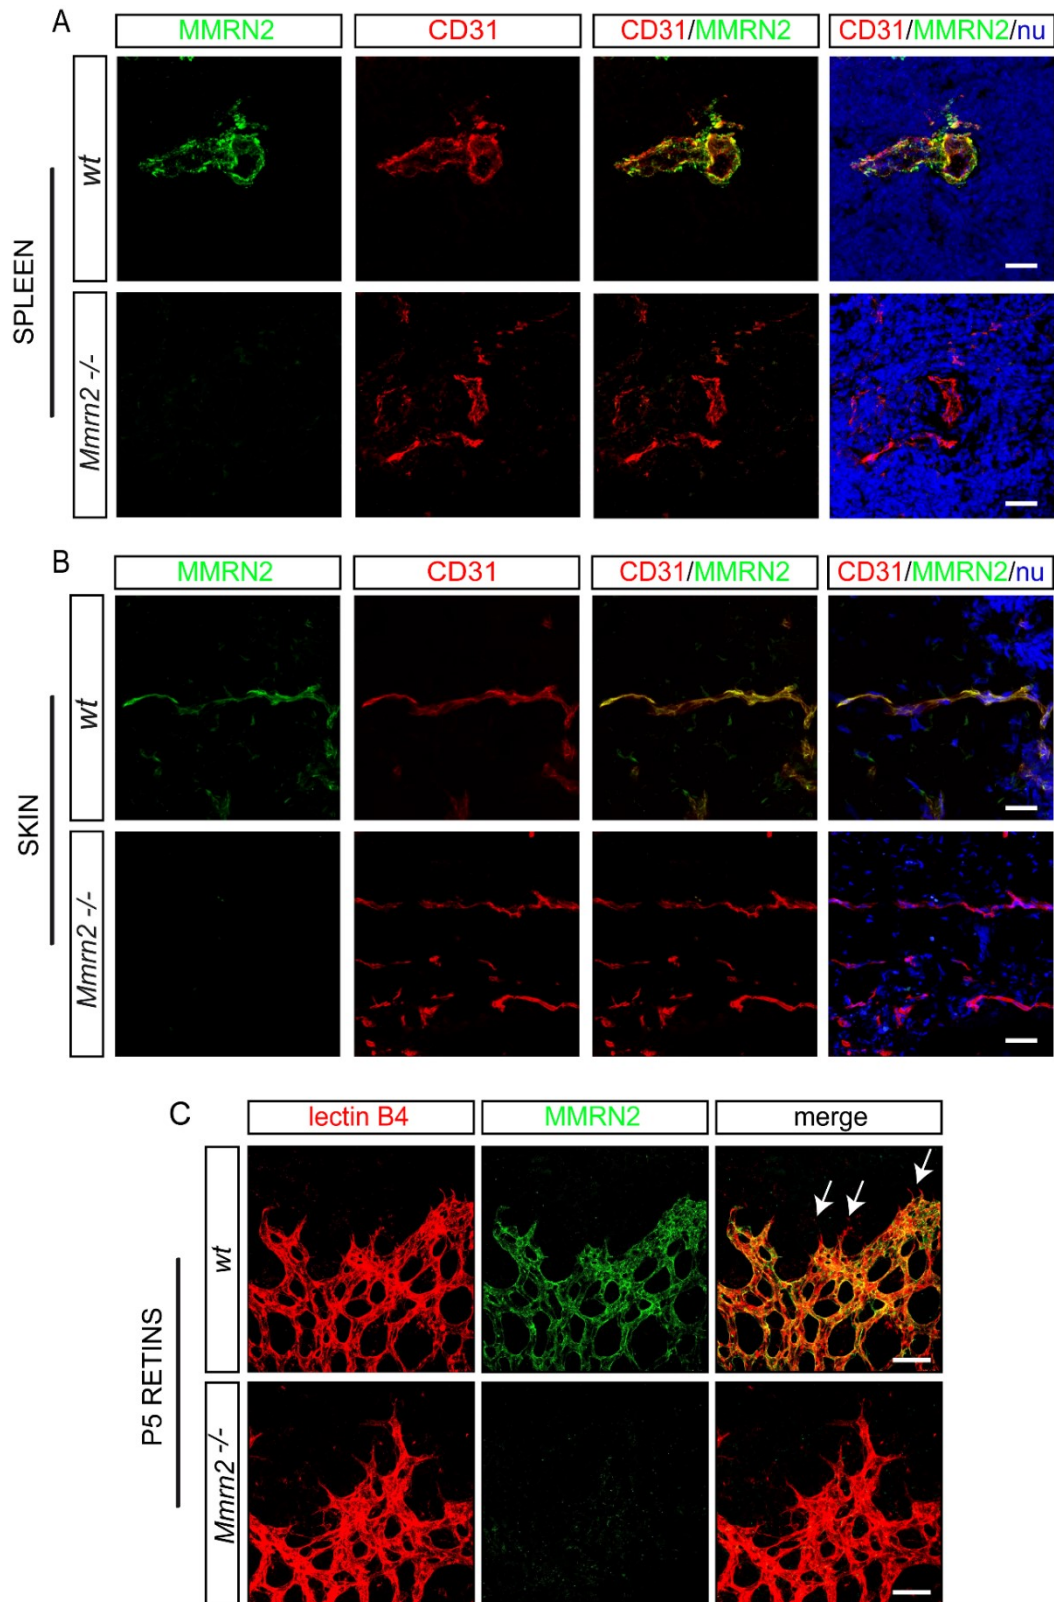 A
MMRN2
CD31
CD31/MMRN2
CD31/MMRN2/nu
SPLEEN
wt
Mmrn2 -/-
B
MMRN2
CD31
CD31/MMRN2
CD31/MMRN2/nu
SKIN
wt
Mmrn2 -/-
C
lectin B4
MMRN2
merge
P5 RETINS
wt
Mmrn2 -/-